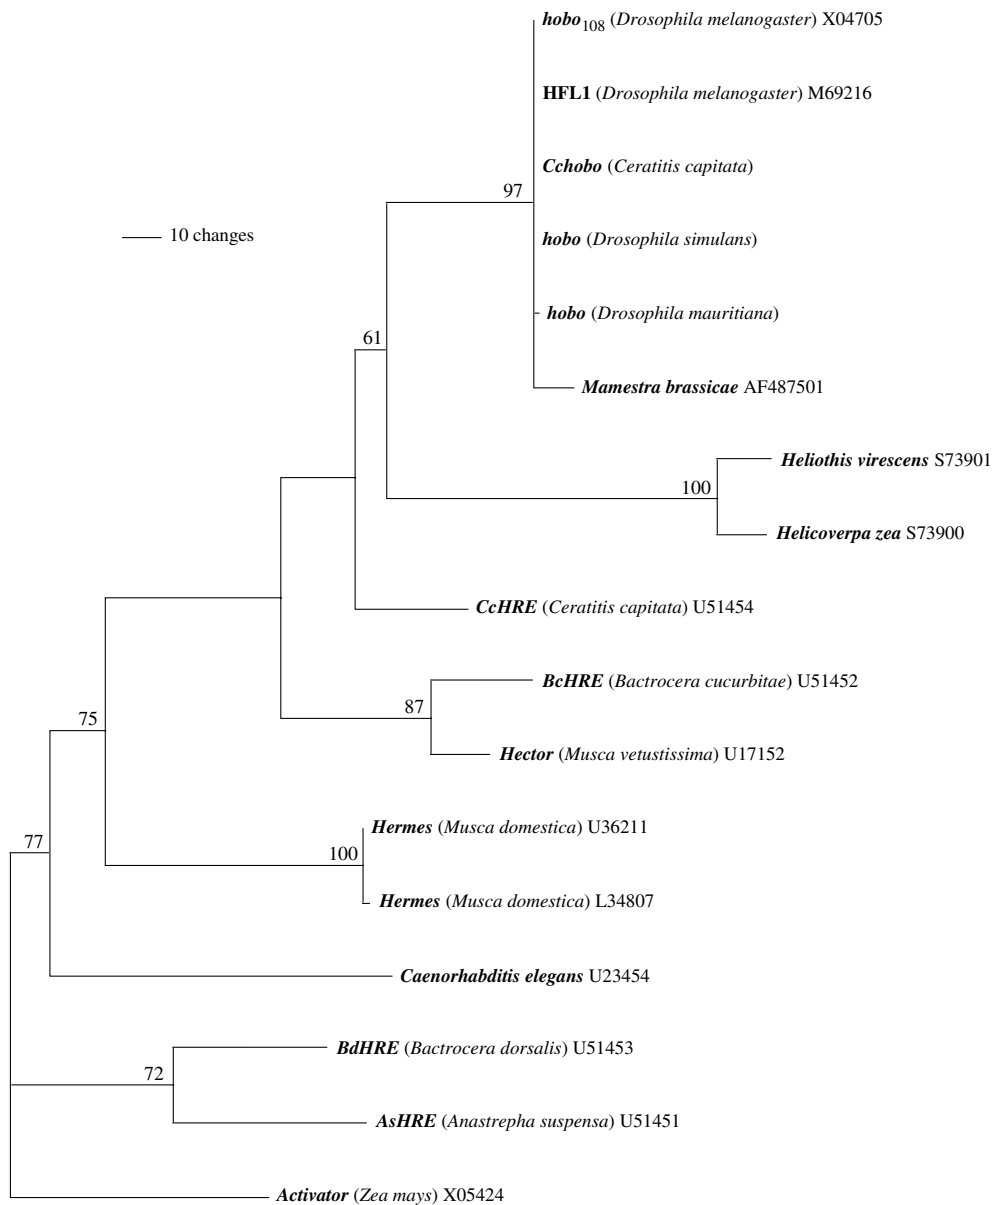 hobo108 (Drosophila melanogaster) X04705
HFL1 (Drosophila melanogaster) M69216
Cchobo (Ceratitis capitata)
97
10 changes
hobo (Drosophila simulans)
hobo (Drosophila mauritiana)
61
Mamestra brassicae AF487501
Heliothis virescens S73901
100
Helicoverpa zea S73900
CcHRE (Ceratitis capitata) U51454
BcHRE (Bactrocera cucurbitae) U51452
87
75
Hector (Musca vetustissima) U17152
Hermes (Musca domestica) U36211
77
100
Hermes (Musca domestica) L34807
Caenorhabditis elegans U23454
BdHRE (Bactrocera dorsalis) U51453
72
AsHRE (Anastrepha suspensa) U51451
Activator (Zea mays) X05424